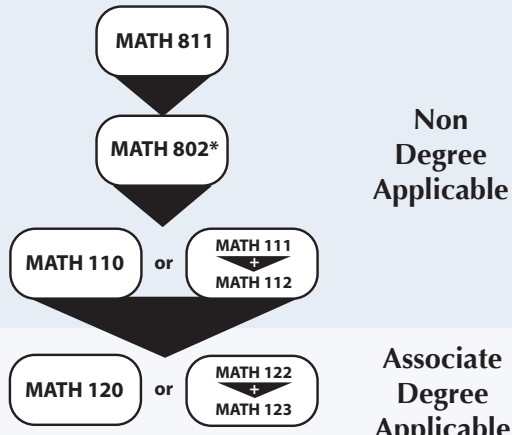 MATH 811
MATH 802*
Non
Degree
Applicable
MATH 110 or MATH 111
+
MATH 112
MATH 120 or MATH 122
+
MATH 123
Associate
Degree
Applicable